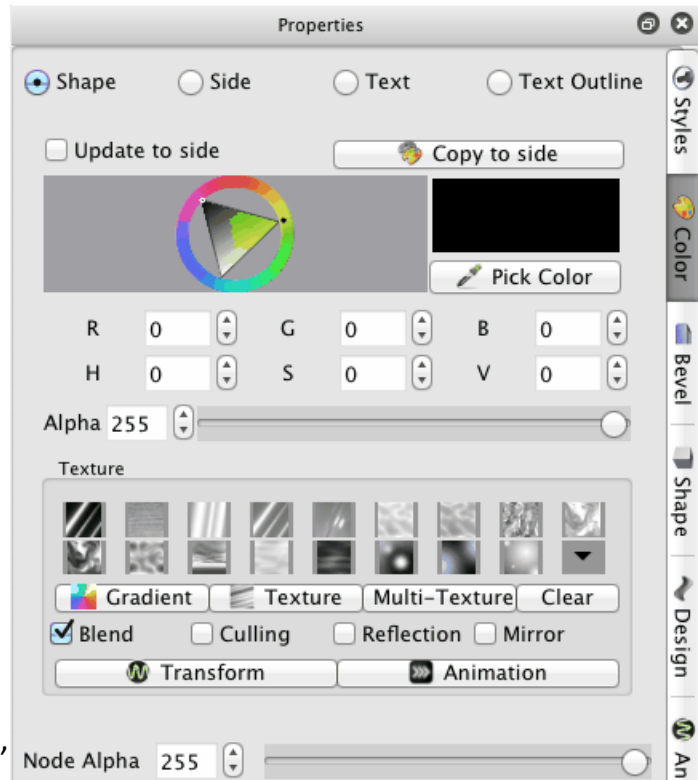 Properties
Shape Side Text Text Outline
Update to side Copy to side
Pick Color
R 0 G 0 B 0
H 0 S 0 V 0
Alpha 255
Texture
Gradient Texture Multi-Texture Clear
Blend Culling Reflection Mirror
Transform Animation
, Node Alpha 255
Styles
Color
Bevel
Shape
Design
An